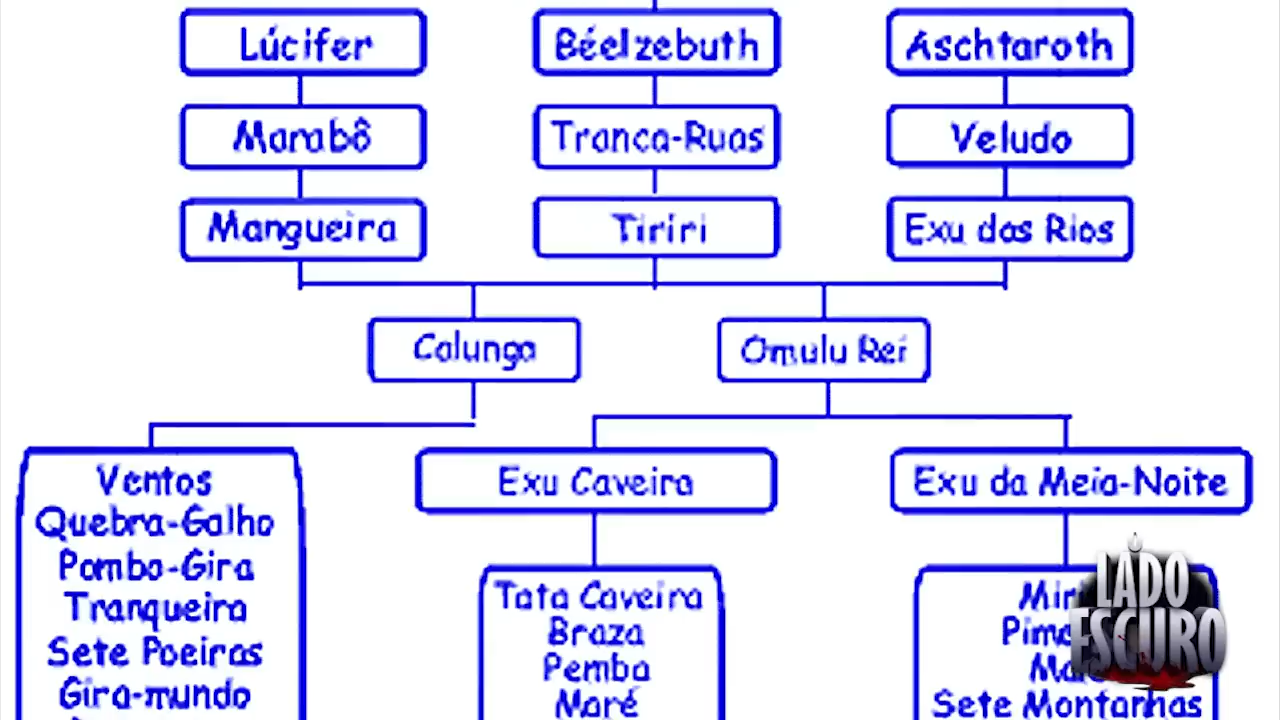 Lúcifer
Béelzebuth
Aschtaroth
Marabô
Tranca-Ruas
Veludo
Mangueira
Tiriri
Exu dos Rios
Calunga
Omulu Rei
Ventos
Quebra-Galho
Pombo-Gira
Tranqueira
Sete Poeiras
Gira-mundo
Exu Caveira
Tata Caveira
Braza
Pemba
Maré
Exu da Meia-Noite
Sete Montanhas
LADO
ESCURO